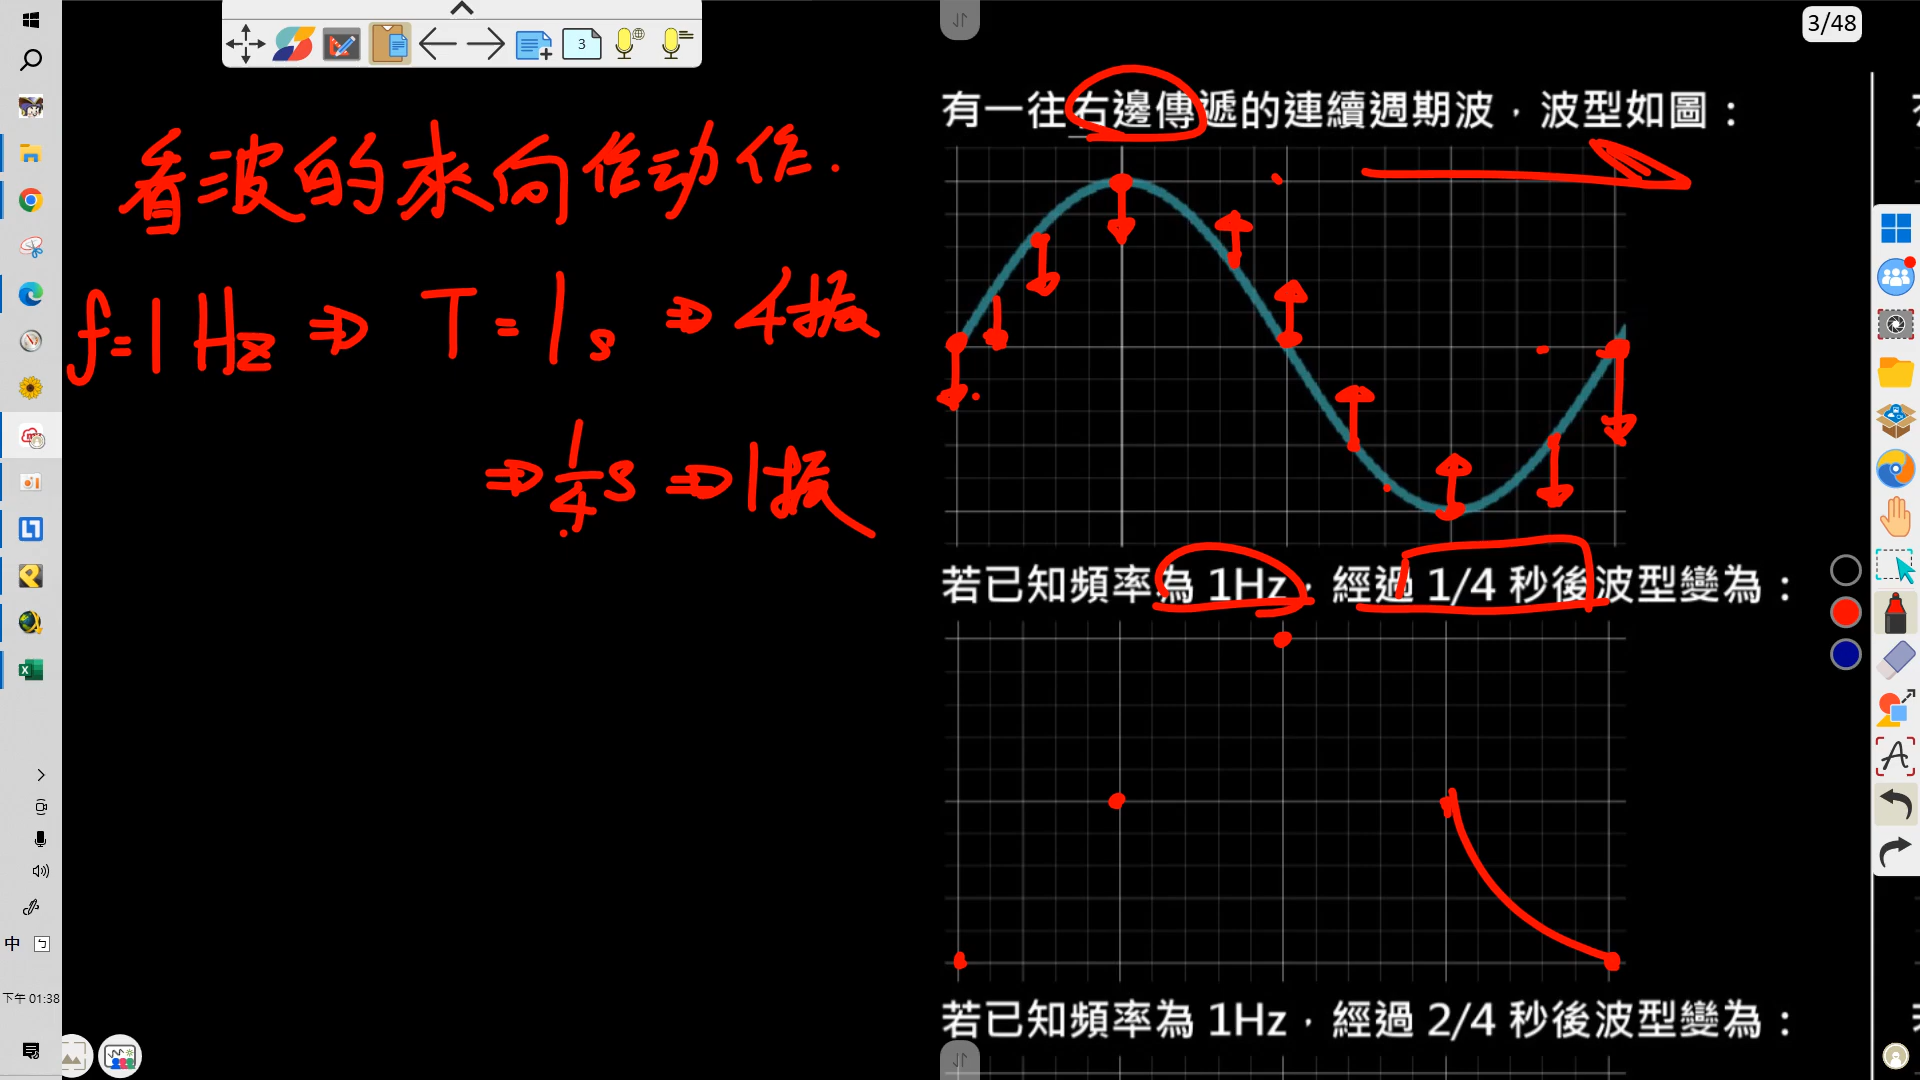 3
3/48
看波的來向作动作.
f=1Hz⇒T=1s⇒4振
⇒1/4s⇒1振
有一往右邊傳遞的連續週期波，波型如圖：
若已知頻率為 1Hz，經過 1/4 秒後波型變為：
若已知頻率為 1Hz，經過 2/4 秒後波型變為：
中
下午 01:38